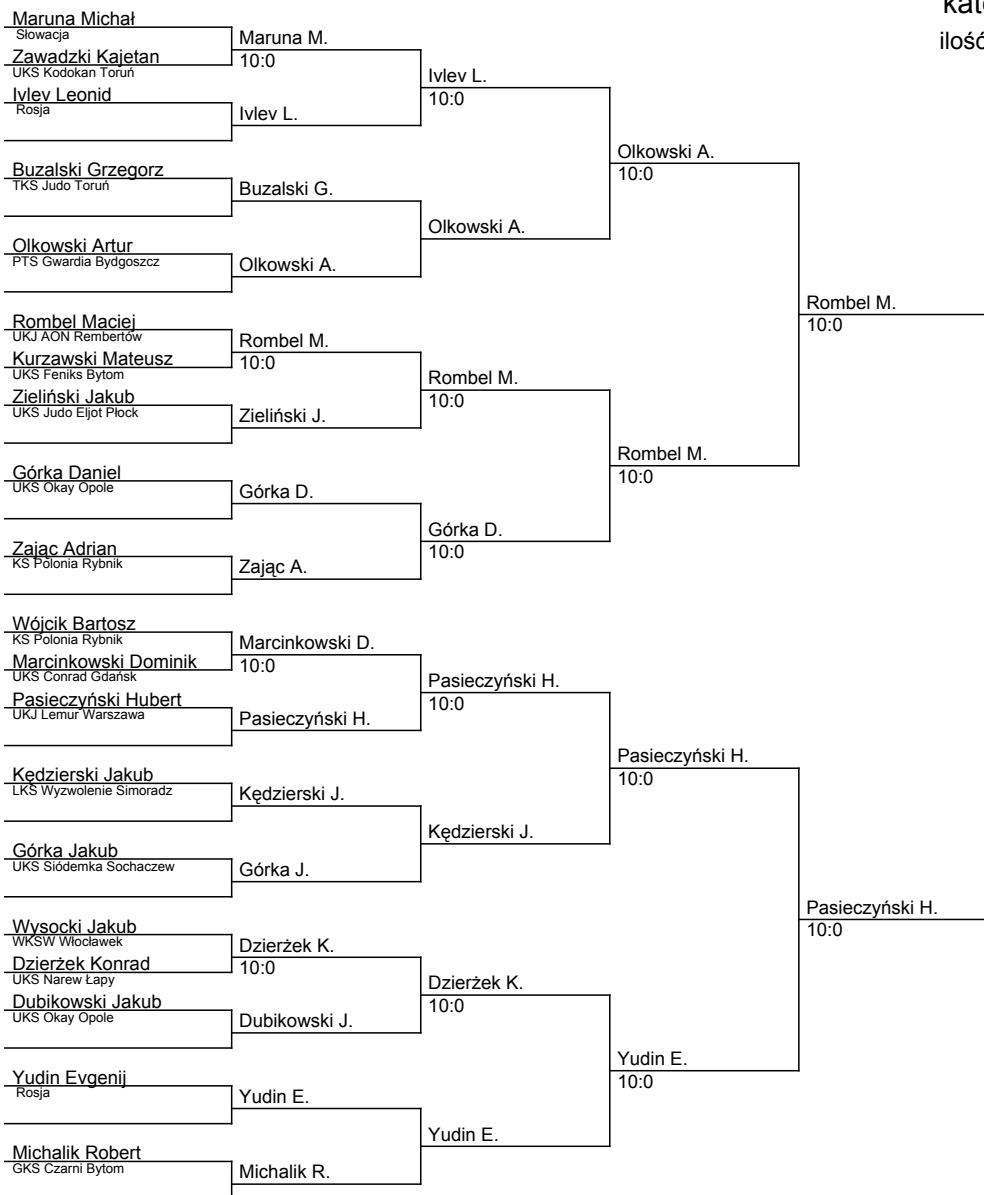 kate
ilość
Maruna Michał
Słowacja
Zawadzki Kajetan
UKS Kodokan Toruń
Ivlev Leonid
Rosja
Buzalski Grzegorz
TKS Judo Toruń
Olkowski Artur
PTS Gwardia Bydgoszcz
Rombel Maciej
UKJ AON Rembertów
Kurzawski Mateusz
UKS Feniks Bytom
Zieliński Jakub
UKS Judo Eljot Płock
Górka Daniel
UKS Okay Opole
Zając Adrian
KS Polonia Rybnik
Wójcik Bartosz
KS Polonia Rybnik
Marcinkowski Dominik
UKS Conrad Gdańsk
Pasieczyński Hubert
UKJ Lemur Warszawa
Kędzierski Jakub
LKS Wyzwolenie Simoradz
Górka Jakub
UKS Siódemka Sochaczew
Wysocki Jakub
WKSW Włocławek
Dzierżek Konrad
UKS Narew Łapy
Dubikowski Jakub
UKS Okay Opole
Yudin Evgenij
Rosja
Michalik Robert
GKS Czarni Bytom
Maruna M.
10:0
Ivlev L.
Buzalski G.
Olkowski A.
Rombel M.
10:0
Zieliński J.
Górka D.
Zając A.
Marcinkowski D.
10:0
Pasieczyński H.
Kędzierski J.
Górka J.
Dzierżek K.
10:0
Dubikowski J.
Yudin E.
Michalik R.
Ivlev L.
10:0
Olkowski A.
Rombel M.
10:0
Górka D.
10:0
Pasieczyński H.
10:0
Kędzierski J.
Dzierżek K.
10:0
Yudin E.
Olkowski A.
10:0
Rombel M.
10:0
Pasieczyński H.
10:0
Yudin E.
10:0
Rombel M.
10:0
Pasieczyński H.
10:0